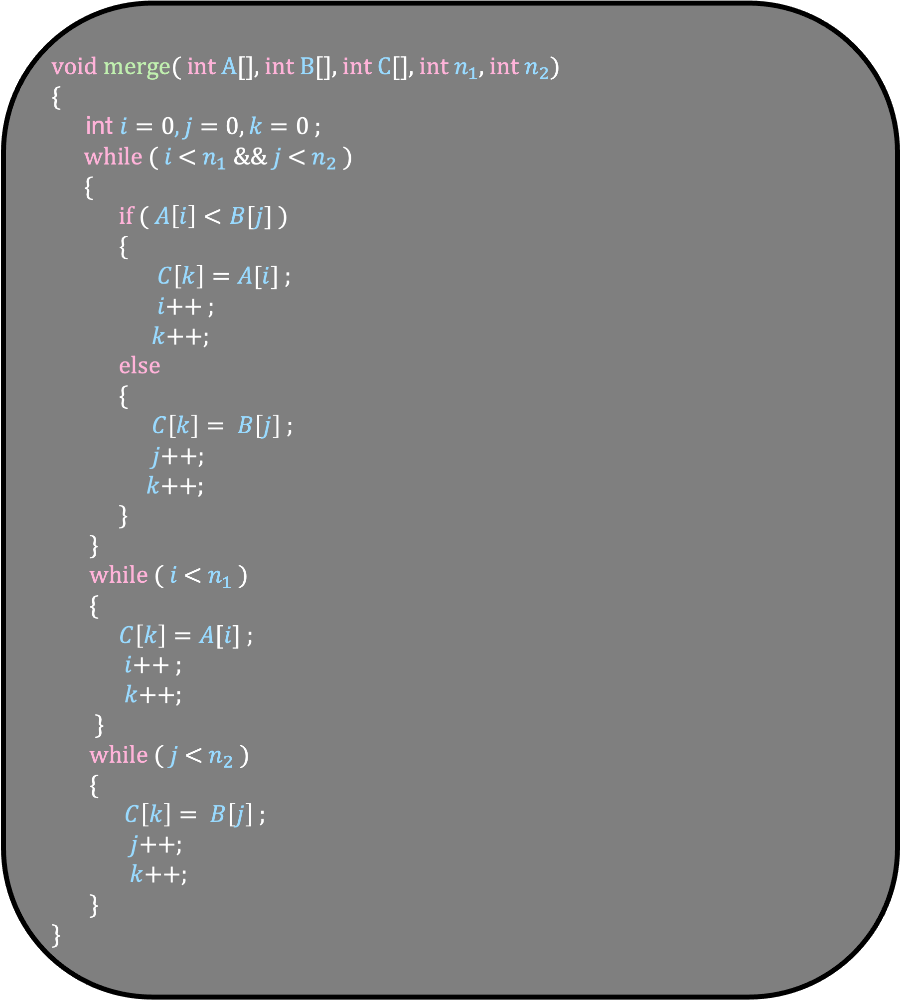 void merge( int A[], int B[], int C[], int n₁, int n₂)
{
int i = 0, j = 0, k = 0 ;
while ( i < n₁ && j < n₂ )
{
if ( A[i] < B[j] )
{
C[k] = A[i] ;
i++ ;
k++;
else
{
C[k] = B[j] ;
j++;
k++;
}
}
while ( i < n₁ )
{
C[k] = A[i] ;
i++ ;
k++;
}
while ( j < n₂ )
{
C[k] = B[j] ;
j++;
k++;
}
}